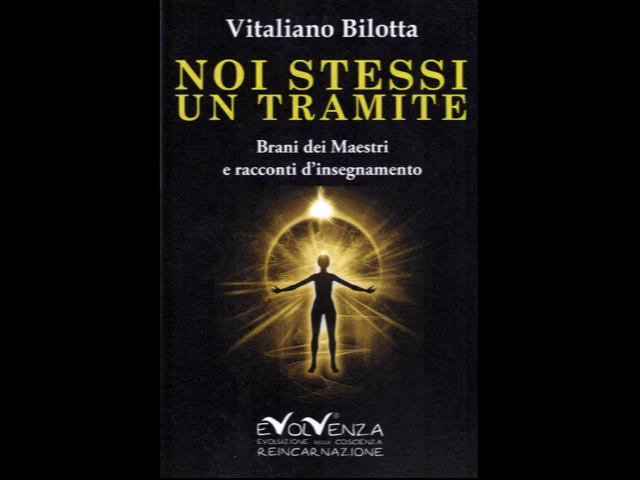 Vitaliano Bilotta
NOI STESSI
UN TRAMITE
Brani dei Maestri
e racconti d'insegnamento
EVOLVENZA®
EVOLUZIONE DELLA COSCIENZA
REINCARNAZIONE